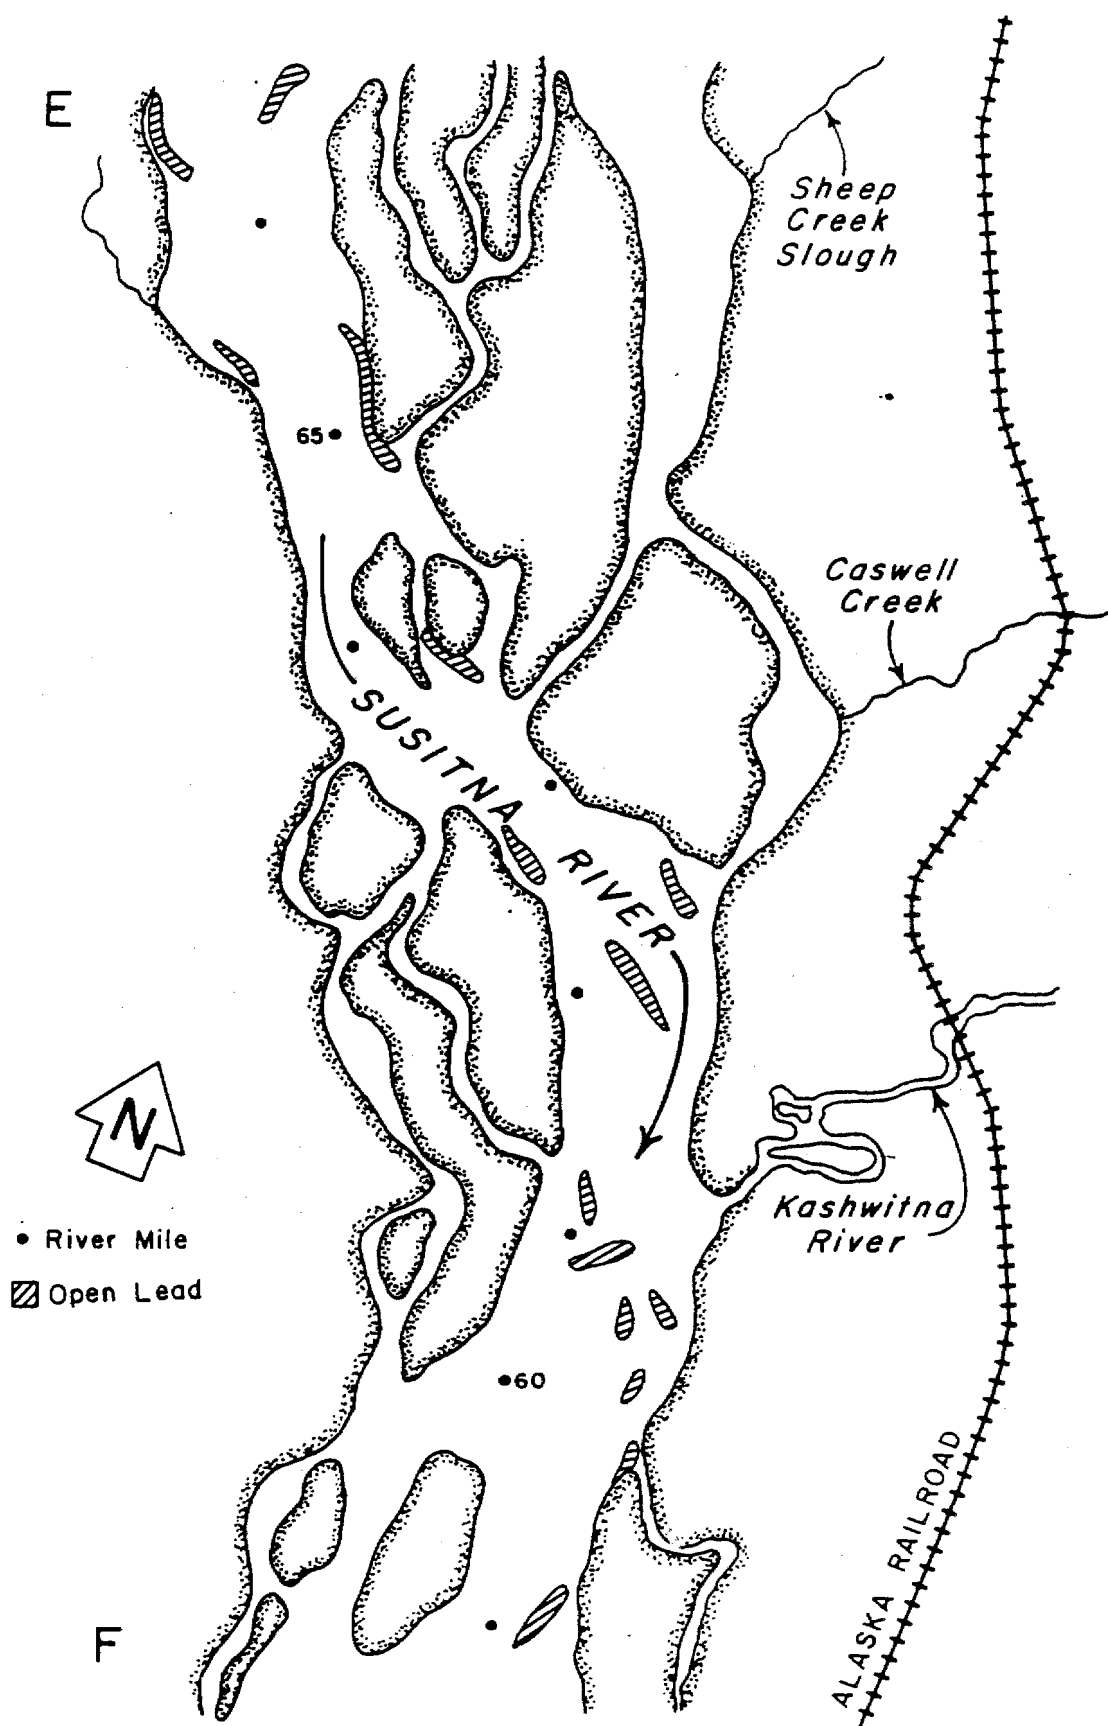 E
Sheep
Creek
Slough
65
Caswell
Creek
SUSITNA RIVER
N
Kashwitna
River
River Mile
Open Lead
60
ALASKA RAILROAD
F